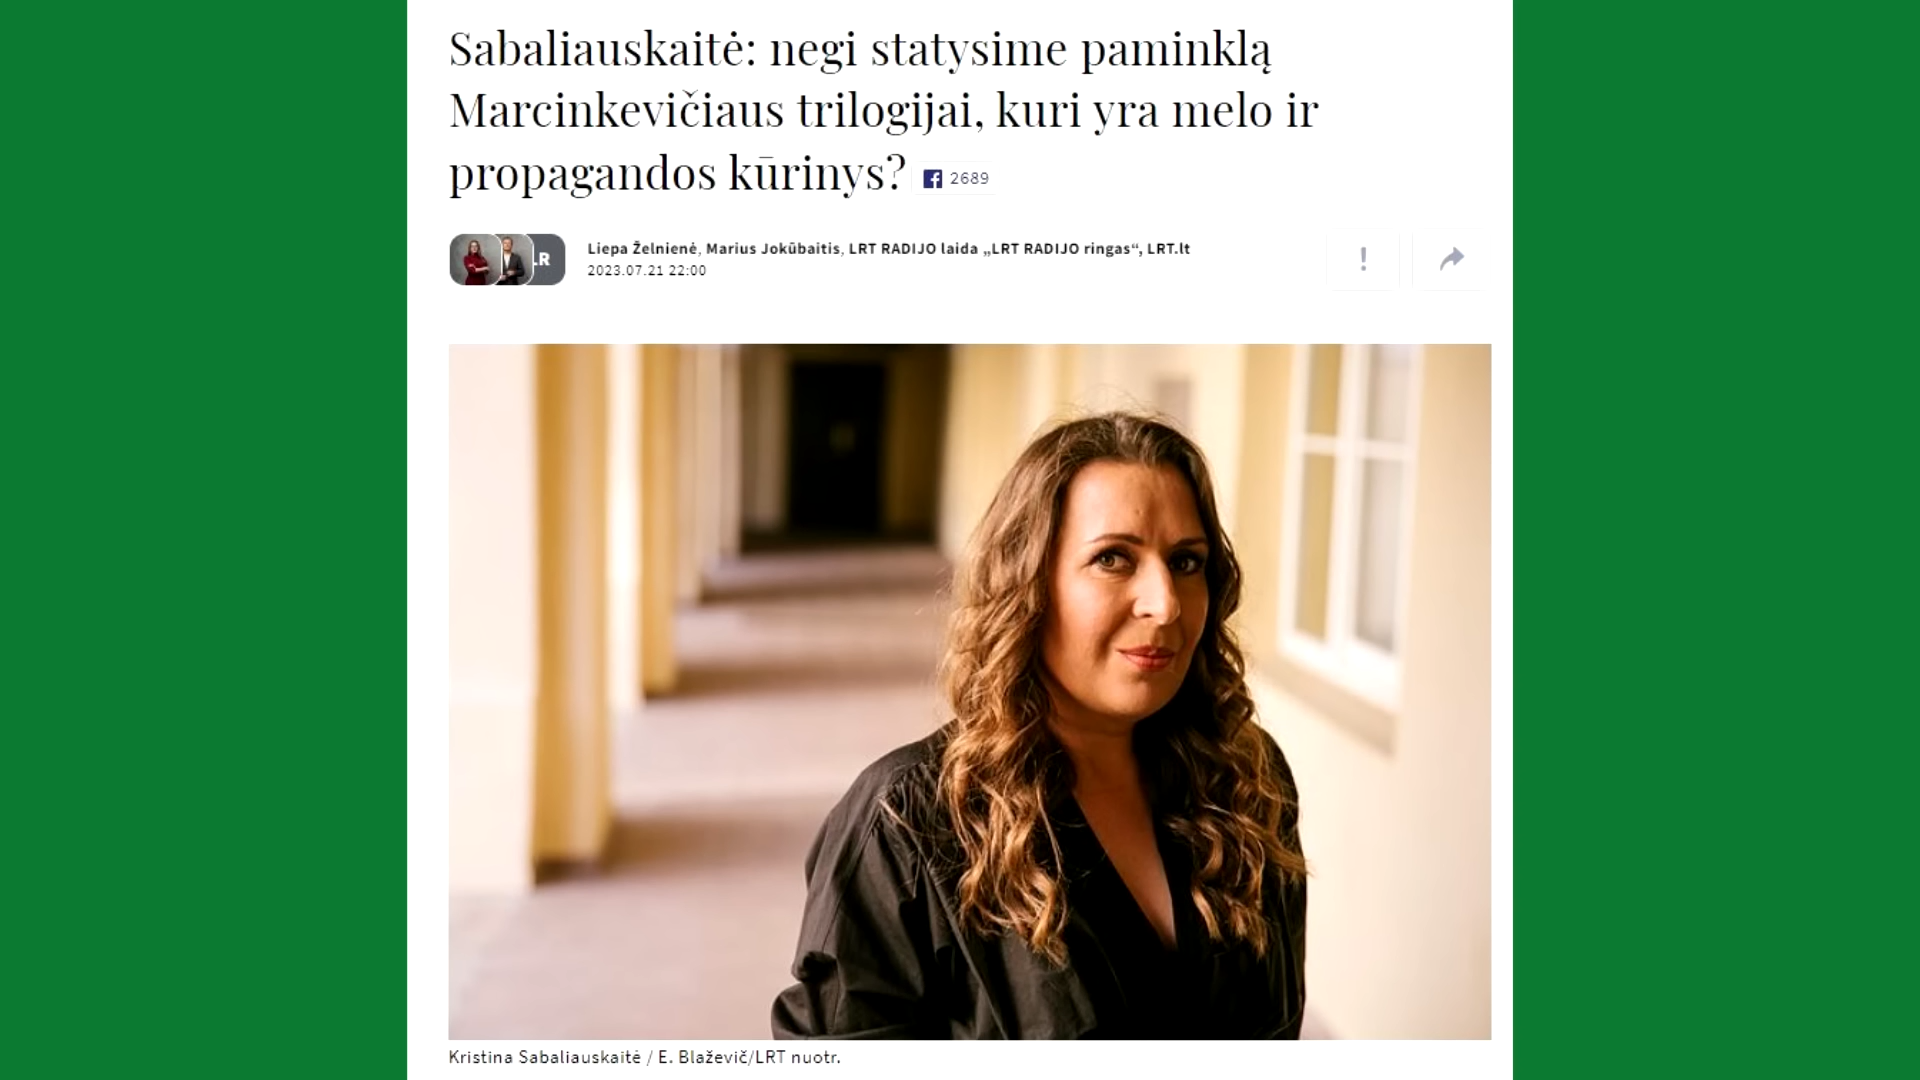 Sabaliauskaitė: negi statysime paminklą
Marcinkevičiaus trilogijai, kuri yra melo ir
propagandos kūrinys? 2689
Liepa Želnienė, Marius Jokūbaitis, LRT RADIJO laida „LRT RADIJO ringas“, LRT.lt
LR
2023.07.21 22:00
Kristina Sabaliauskaitė / E. Blaževič/LRT nuotr.